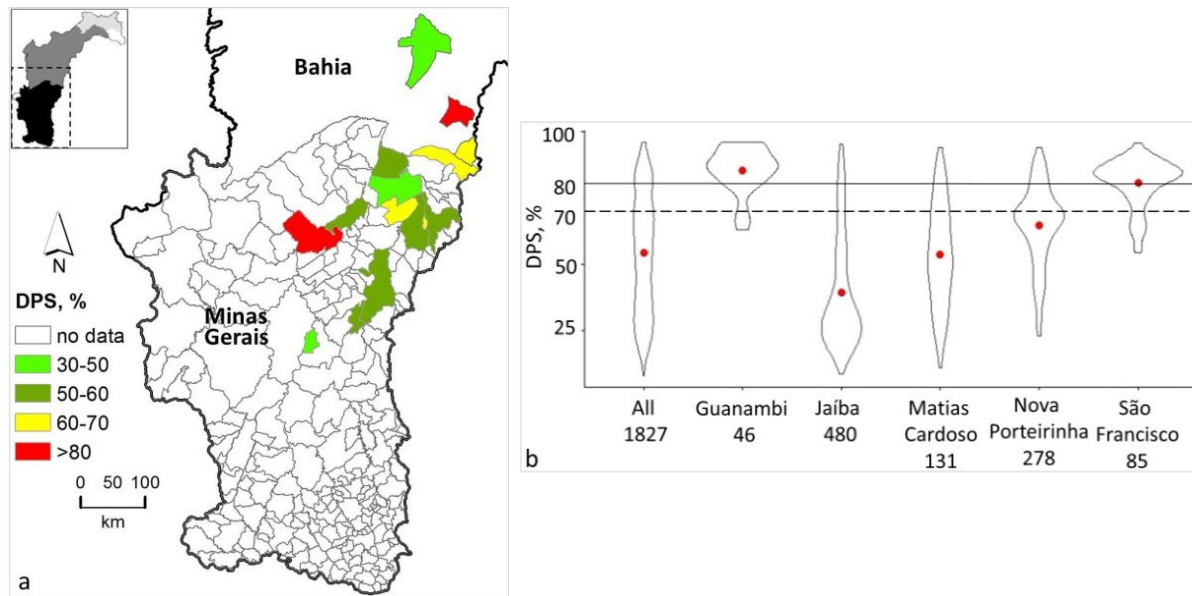 Bahia
N
DPS, %
no data
30-50
50-60
60-70
>80
0 50 100
km
Minas
Gerais
a
100
80
70
50
25
DPS, %
All
1827
Guanambi
46
Jaíba
480
Matias
Cardoso
131
Nova
Porteirinha
278
São
Francisco
85
b